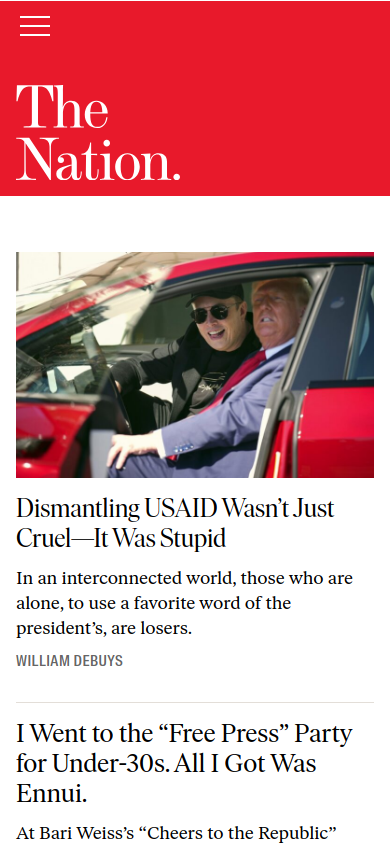 The
Nation.
Dismantling USAID Wasn’t Just
Cruel—It Was Stupid
In an interconnected world, those who are
alone, to use a favorite word of the
president’s, are losers.
WILLIAM DEBUYS
I Went to the “Free Press” Party
for Under-30s. All I Got Was
Ennui.
At Bari Weiss’s “Cheers to the Republic”